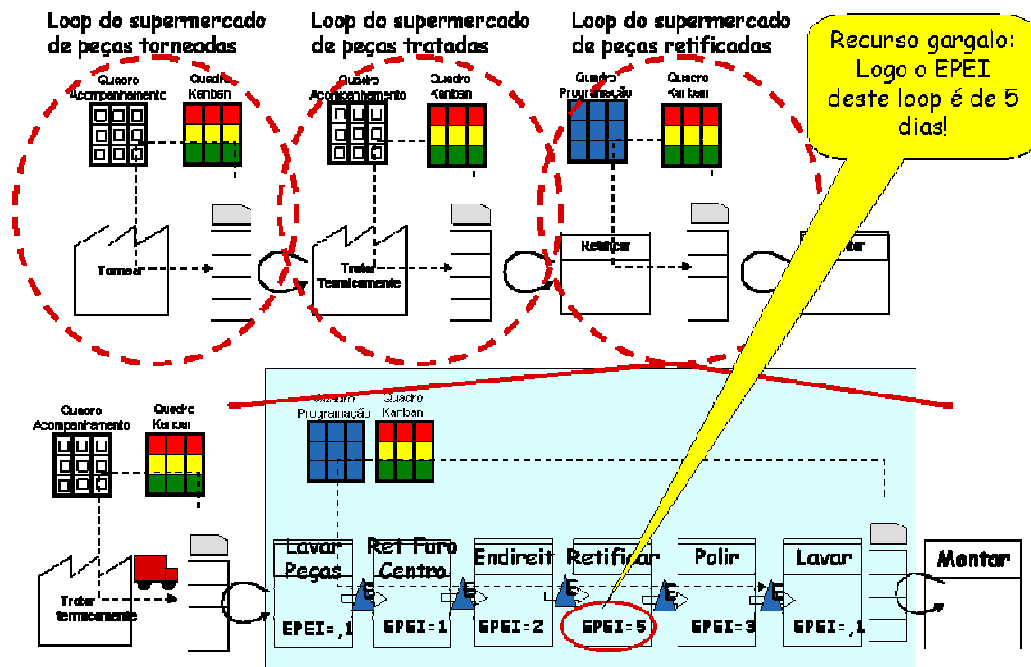 Loop do supermercado
de peças torneadas
Loop do supermercado
de peças tratadas
Loop do supermercado
de peças retificadas
Recurso gargalo:
Logo o EPEI
deste loop é de 5
dias!
Quadro
Acompanhamento
Quadro
Kanban
Quadro
Acompanhamento
Quadro
Kanban
Quadro
Programação
Quadro
Kanban
Tornear
Tratar
Termicamente
Retificar
Quadro
Acompanhamento
Quadro
Kanban
Quadro
Programação
Quadro
Kanban
Tratar
termicamente
Lavar
Peças
EPEI=,1
Ret Furo
Centro
EPEI=1
Endireit
EPEI=2
Retificar
EPEI=5
Polir
EPEI=3
Lavar
EPEI=,1
Montar
E
E
E
E
E